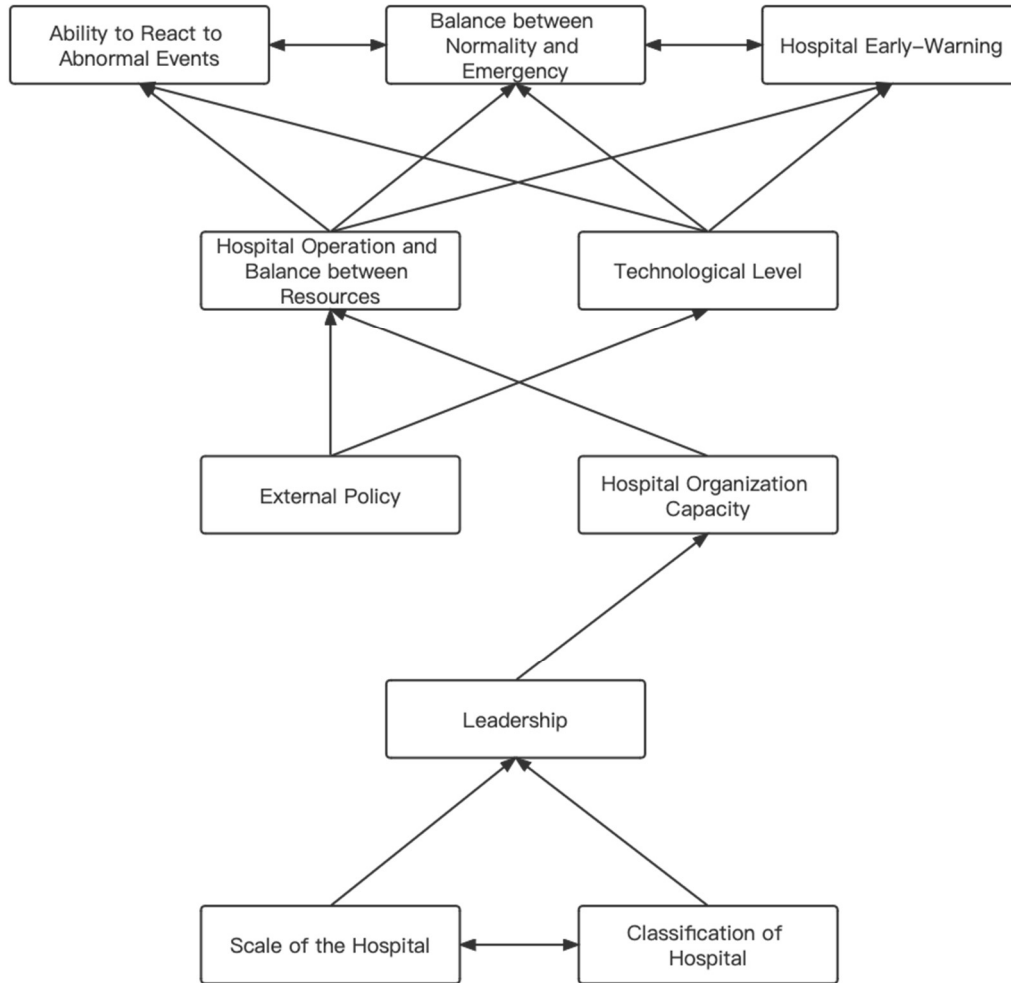 Ability to React to
Abnormal Events
Balance between
Normality and
Emergency
Hospital Early-Warning
Hospital Operation and
Balance between
Resources
Technological Level
External Policy
Hospital Organization
Capacity
Leadership
Scale of the Hospital
Classification of
Hospital